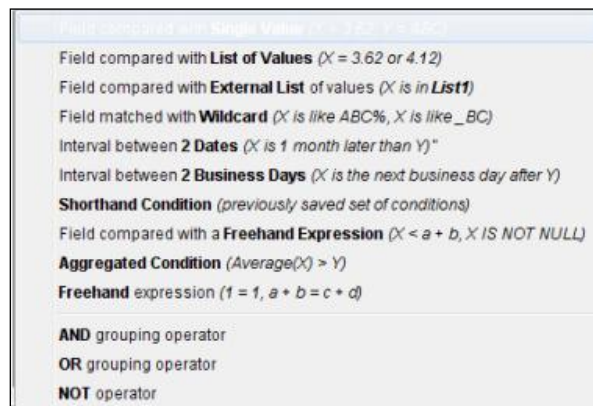 Field compared with Single Value (X = 3.62, Y = ABC)
Field compared with List of Values (X = 3.62 or 4.12)
Field compared with External List of values (X is in List1)
Field matched with Wildcard (X is like ABC%, X is like _BC)
Interval between 2 Dates (X is 1 month later than Y)"
Interval between 2 Business Days (X is the next business day after Y)
Shorthand Condition (previously saved set of conditions)
Field compared with a Freehand Expression (X < a + b, X IS NOT NULL)
Aggregated Condition (Average(X) > Y)
Freehand expression (1 = 1, a + b = c + d)
AND grouping operator
OR grouping operator
NOT operator